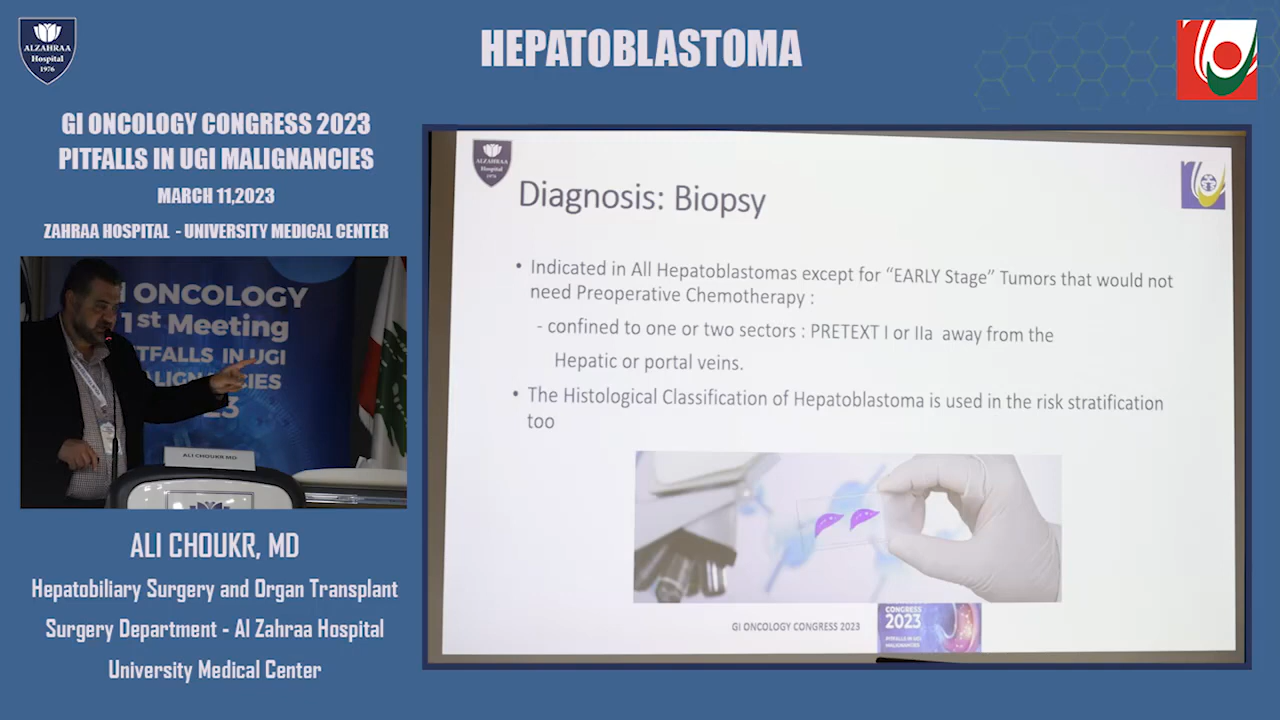 ALZAHRAA
Hospital
1976
HEPATOBLASTOMA
GI ONCOLOGY CONGRESS 2023
PITFALLS IN UGI MALIGNANCIES
MARCH 11,2023
ZAHRAA HOSPITAL - UNIVERSITY MEDICAL CENTER
GI ONCOLOGY
1st Meeting
PITFALLS IN UGI
ALI CHOUKR MD
ALI CHOUKR, MD
Hepatobiliary Surgery and Organ Transplant
Surgery Department - Al Zahraa Hospital
University Medical Center
ALZAHRAA
Hospital
1976
Diagnosis: Biopsy
• Indicated in All Hepatoblastomas except for “EARLY Stage” Tumors that would not
need Preoperative Chemotherapy :
- confined to one or two sectors : PRETEXT I or IIa away from the
Hepatic or portal veins.
• The Histological Classification of Hepatoblastoma is used in the risk stratification
too
GI ONCOLOGY CONGRESS 2023
CONGRESS
2023
PITFALLS IN UGI
MALIGNANCIES